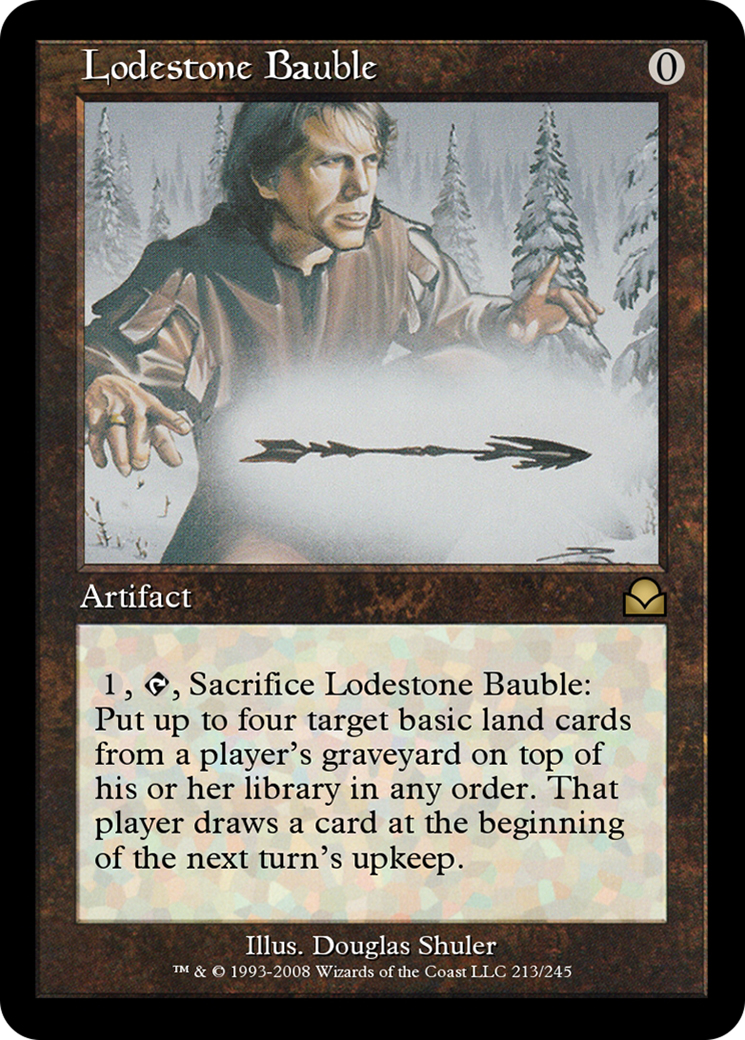 Lodestone Bauble 0
Artifact
1, , Sacrifice Lodestone Bauble:
Put up to four target basic land cards
from a player's graveyard on top of
his or her library in any order. That
player draws a card at the beginning
of the next turn's upkeep.
Illus. Douglas Shuler
™ & © 1993-2008 Wizards of the Coast LLC 213/245